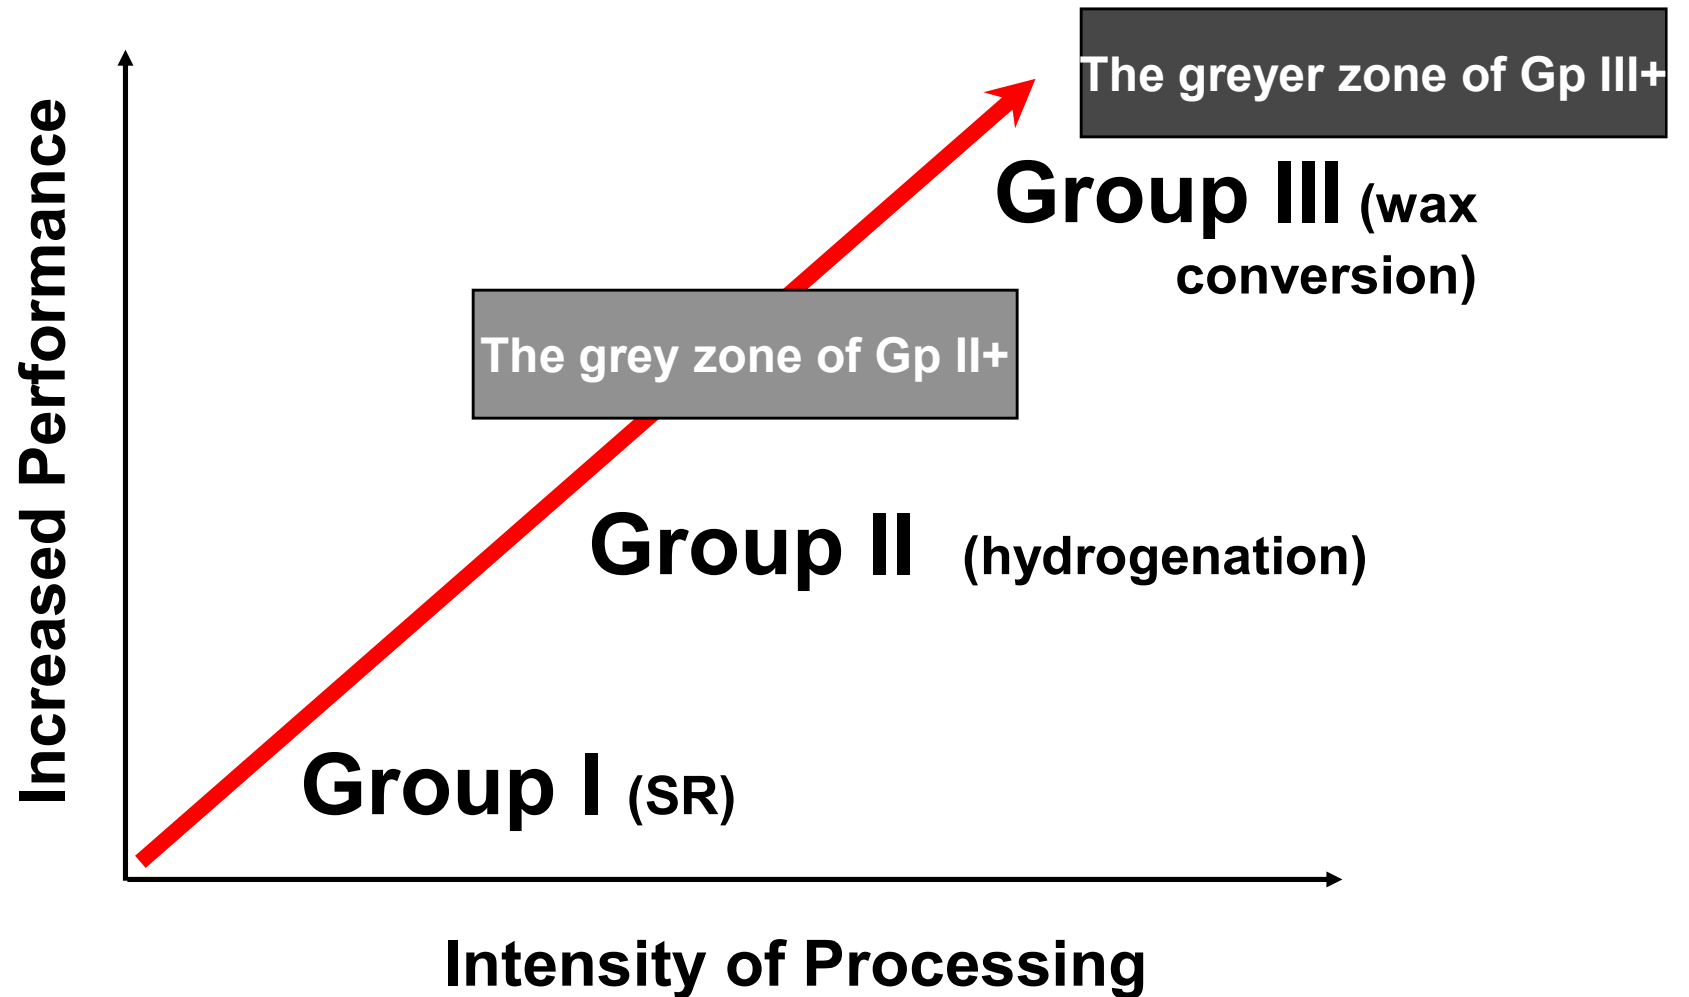 The greyer zone of Gp III+
Group III (wax
conversion)
The grey zone of Gp II+
Group II (hydrogenation)
Group I (SR)
Increased Performance
Intensity of Processing